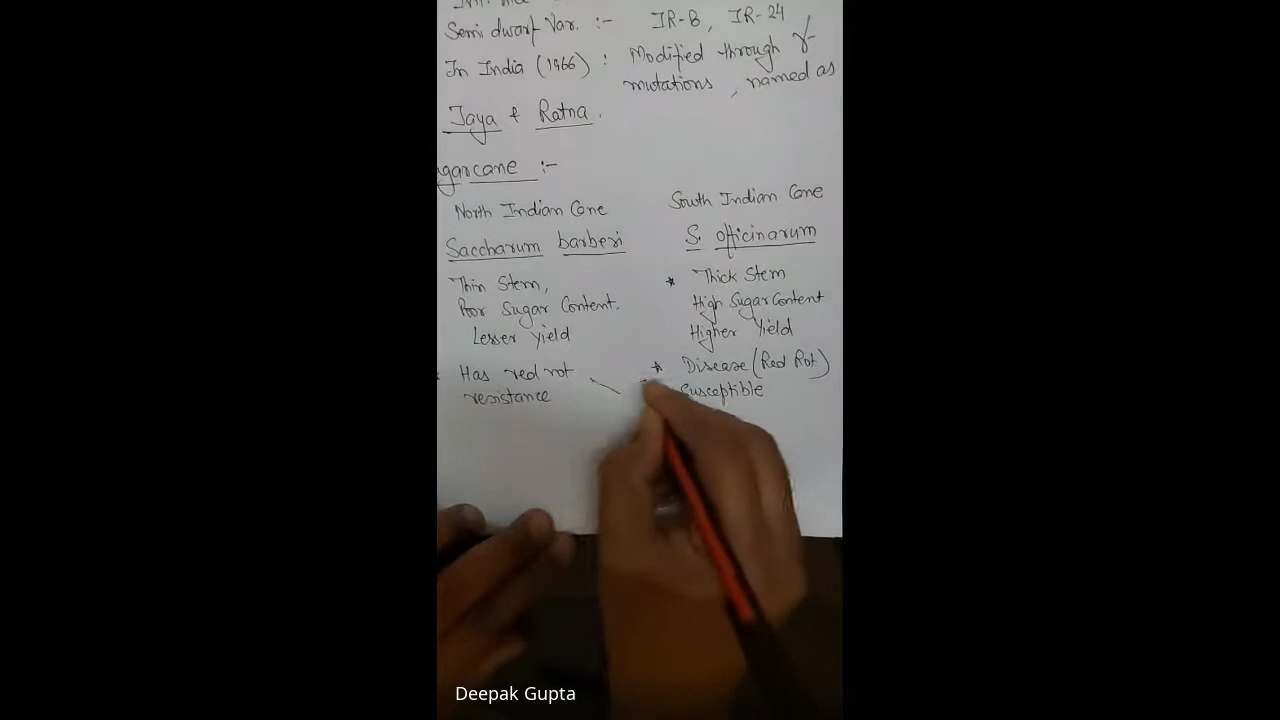 Semi dwarf Var. :- IR-8, IR-24
In India (1966) : Modified through γ-
mutations, named as
Jaya & Ratna.
garcane :-
North Indian Cane South Indian Cane
Saccharum barberi S. officinarum
Thin Stem, * Thick Stem
Poor Sugar Content. High Sugar Content
Lesser yield Higher Yield
Has red rot * Disease (Red Rot)
resistance Susceptible
Deepak Gupta